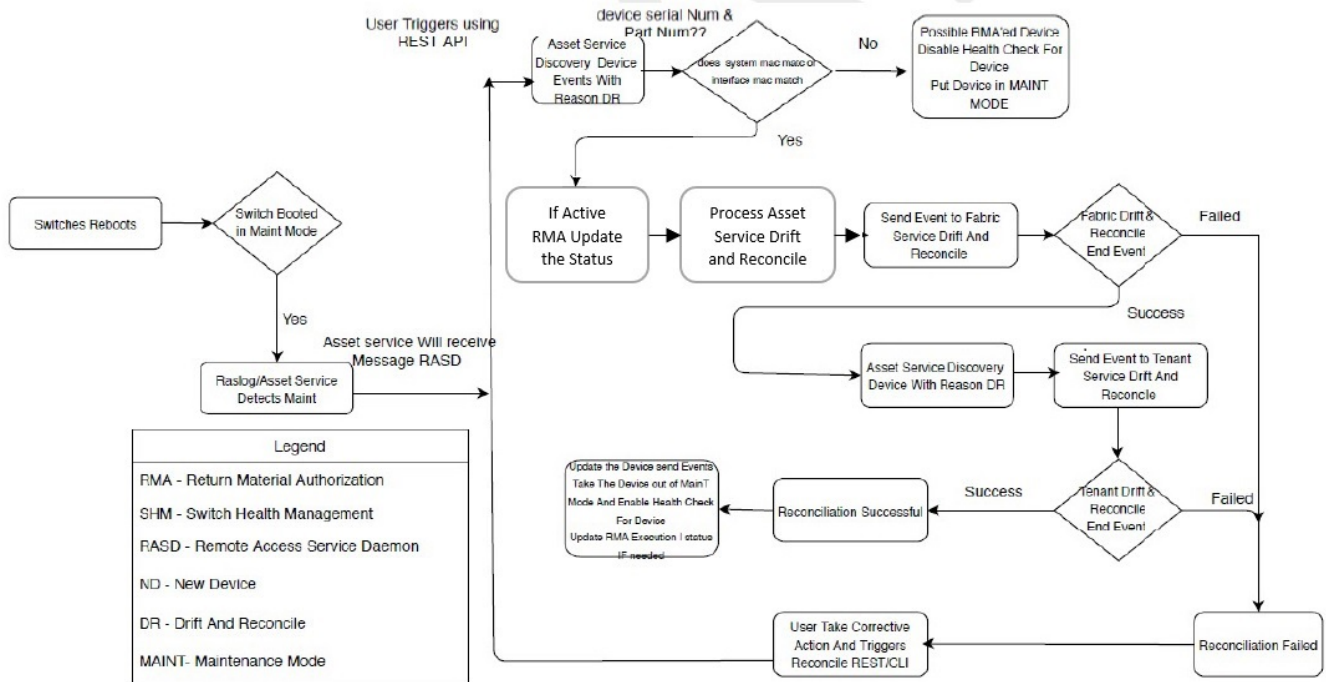 User Triggers using
REST API
device serial Num &
Part Num??
Asset Service
Discovery Device
Events With
Reason DR
does system mac matc or
interface mac match
No
Possible RMA'ed Device
Disable Health Check For
Device
Put Device in MAINT
MODE
Yes
Switches Reboots
Switch Booted
in Maint Mode
If Active
RMA Update
the Status
Process Asset
Service Drift
and Reconcile
Send Event to Fabric
Service Drift And
Reconcile
Fabric Drift &
Reconcile
End Event
Failed
Success
Yes
Asset service Will receive
Message RASD
Raslog/Asset Service
Detects Maint
Asset Service Discovery
Device With Reason DR
Send Event to Tenant
Service Drift And
Reconcile
Legend
RMA - Return Material Authorization
SHM - Switch Health Management
RASD - Remote Access Service Daemon
ND - New Device
DR - Drift And Reconcile
MAINT- Maintenance Mode
Update the Device send Events
Take The Device out of MainT
Mode And Enable Health Check
For Device
Update RMA Execution I status
IF needed
Reconciliation Successful
Success
Tenant Drift &
Reconcile
End Event
Failed
User Take Corrective
Action And Triggers
Reconcile REST/CLI
Reconciliation Failed